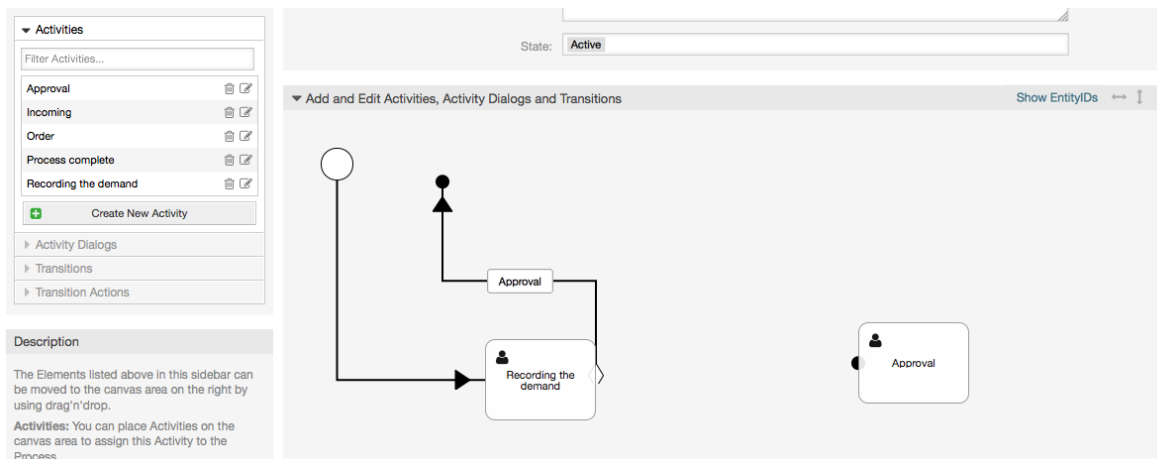 Activities
Filter Activities...
Approval
Incoming
Order
Process complete
Recording the demand
Create New Activity
Activity Dialogs
Transitions
Transition Actions
Description
The Elements listed above in this sidebar can
be moved to the canvas area on the right by
using drag'n'drop.
Activities: You can place Activities on the
canvas area to assign this Activity to the
Process.
State:
Active
Add and Edit Activities, Activity Dialogs and Transitions
Show EntityIDs
Approval
Recording the
demand
Approval